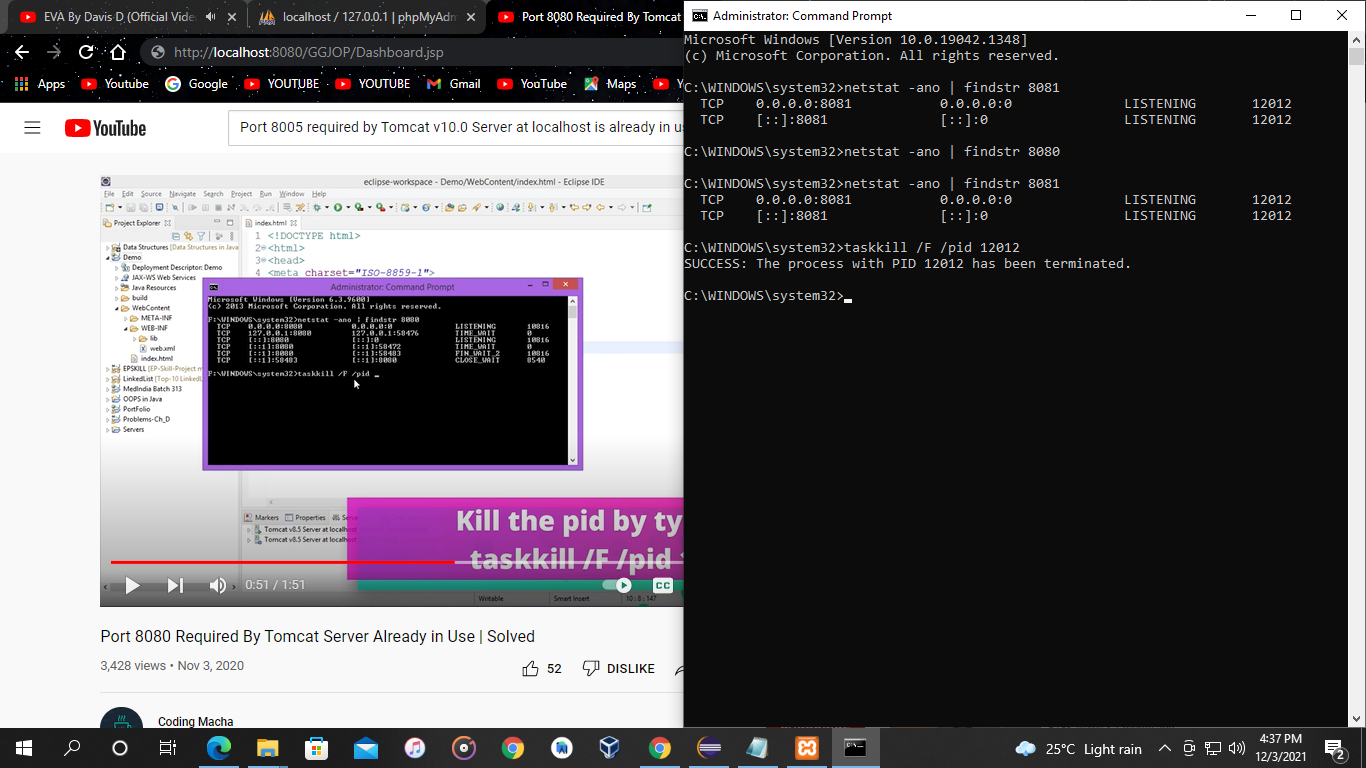 EVA By Davis D (Official Vide
localhost / 127.0.0.1 | phpMyAdm
Port 8080 Required By Tomcat
http://localhost:8080/GGJOP/Dashboard.jsp
Apps
Youtube
Google
YOUTUBE
YOUTUBE
Gmail
YouTube
Maps
YouTube
Port 8005 required by Tomcat v10.0 Server at localhost is already in us
eclipse-workspace - Demo/WebContent/index.html - Eclipse IDE
File Edit Source Navigate Search Project Run Window Help
Project Explorer
index.html
Data Structures [Data Structures in Java
Demo
Deployment Descriptor: Demo
JAX-WS Web Services
Java Resources
build
WebContent
META-INF
WEB-INF
lib
web.xml
index.html
EPSKILL [EP-Skill-Project m
LinkedList [Top-10 LinkedL
MedIndia Batch 313
OOPS in Java
PortFolio
Problems-Ch_D
Servers
1 <!DOCTYPE html>
2 <html>
3 <head>
4 <meta charset="ISO-8859-1">
Administrator: Command Prompt
Microsoft Windows [Version 6.3.9600]
(c) 2013 Microsoft Corporation. All rights reserved.
F:\WINDOWS\system32>netstat -ano | findstr 8080
TCP 0.0.0.0:8080 0.0.0.0:0 LISTENING 10816
TCP 127.0.0.1:8080 127.0.0.1:58476 TIME_WAIT 0
TCP [::]:8080 [::]:0 LISTENING 10816
TCP [::1]:8080 [::1]:58472 TIME_WAIT 0
TCP [::1]:8080 [::1]:58483 FIN_WAIT_2 10816
TCP [::1]:58483 [::1]:8080 CLOSE_WAIT 8540
F:\WINDOWS\system32>taskkill /F /pid _
Markers
Properties
Tomcat v8.5 Server at localh
Tomcat v8.5 Server at localh
Kill the pid by ty
taskkill /F /pid
0:51 / 1:51
CC
Writable
Smart Insert
10 : 8 : 147
Port 8080 Required By Tomcat Server Already in Use | Solved
3,428 views • Nov 3, 2020
52
DISLIKE
Coding Macha
Administrator: Command Prompt
Microsoft Windows [Version 10.0.19042.1348]
(c) Microsoft Corporation. All rights reserved.
C:\WINDOWS\system32>netstat -ano | findstr 8081
TCP 0.0.0.0:8081 0.0.0.0:0 LISTENING 12012
TCP [::]:8081 [::]:0 LISTENING 12012
C:\WINDOWS\system32>netstat -ano | findstr 8080
C:\WINDOWS\system32>netstat -ano | findstr 8081
TCP 0.0.0.0:8081 0.0.0.0:0 LISTENING 12012
TCP [::]:8081 [::]:0 LISTENING 12012
C:\WINDOWS\system32>taskkill /F /pid 12012
SUCCESS: The process with PID 12012 has been terminated.
C:\WINDOWS\system32>
25°C Light rain
4:37 PM
12/3/2021
2